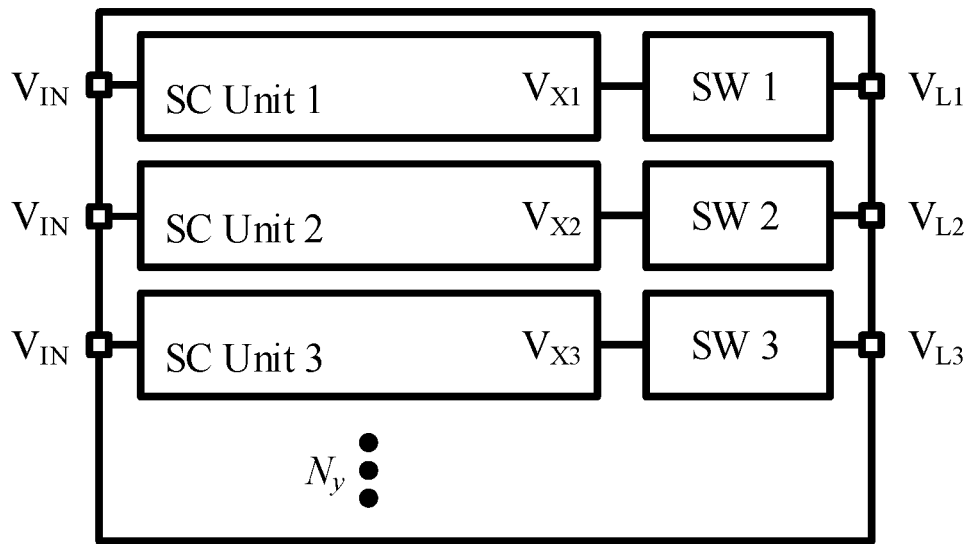 V_IN SC Unit 1 V_X1 SW 1 V_L1
V_IN SC Unit 2 V_X2 SW 2 V_L2
V_IN SC Unit 3 V_X3 SW 3 V_L3
N_y